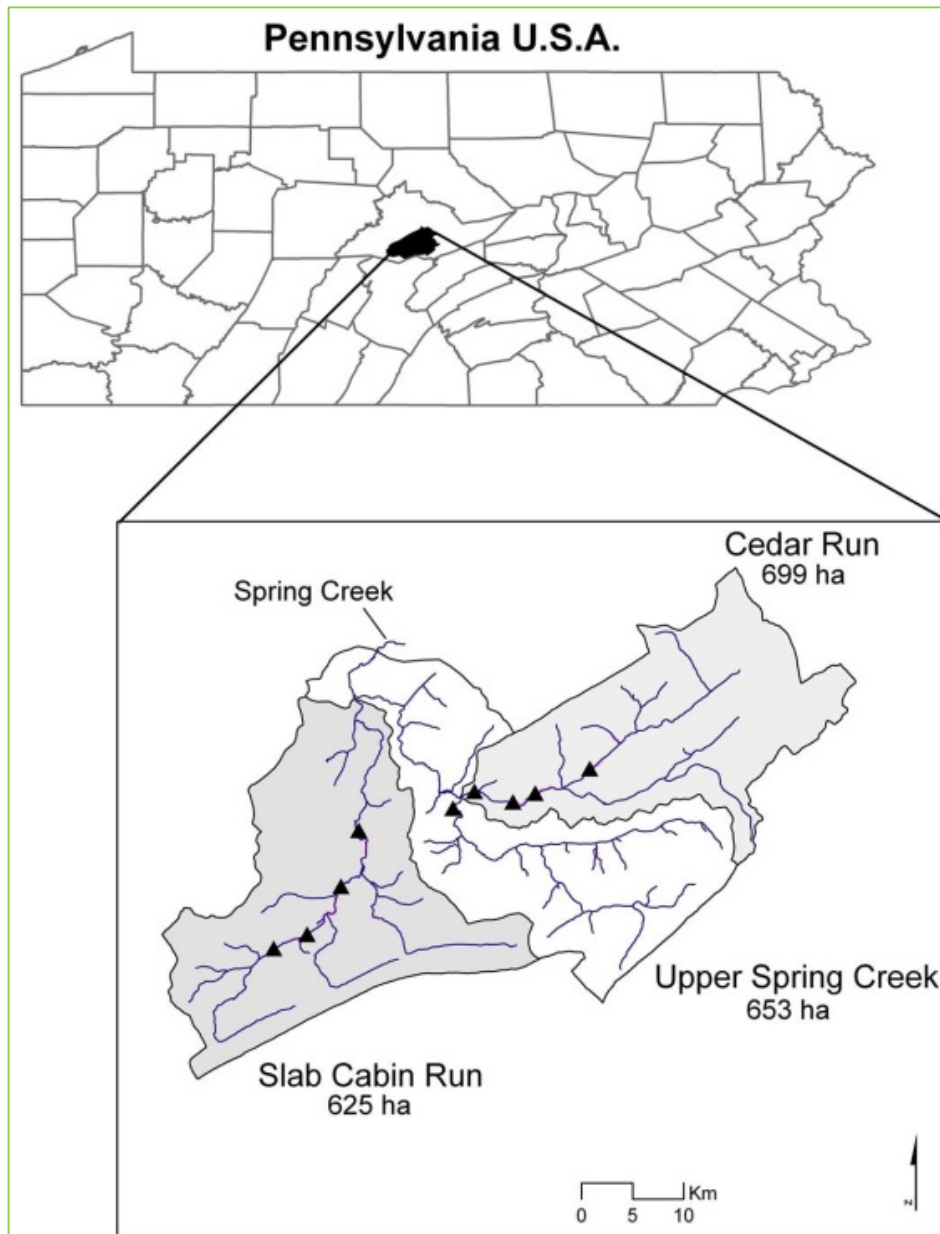 Pennsylvania U.S.A.
Cedar Run
699 ha
Spring Creek
Upper Spring Creek
653 ha
Slab Cabin Run
625 ha
Km
0 5 10
N